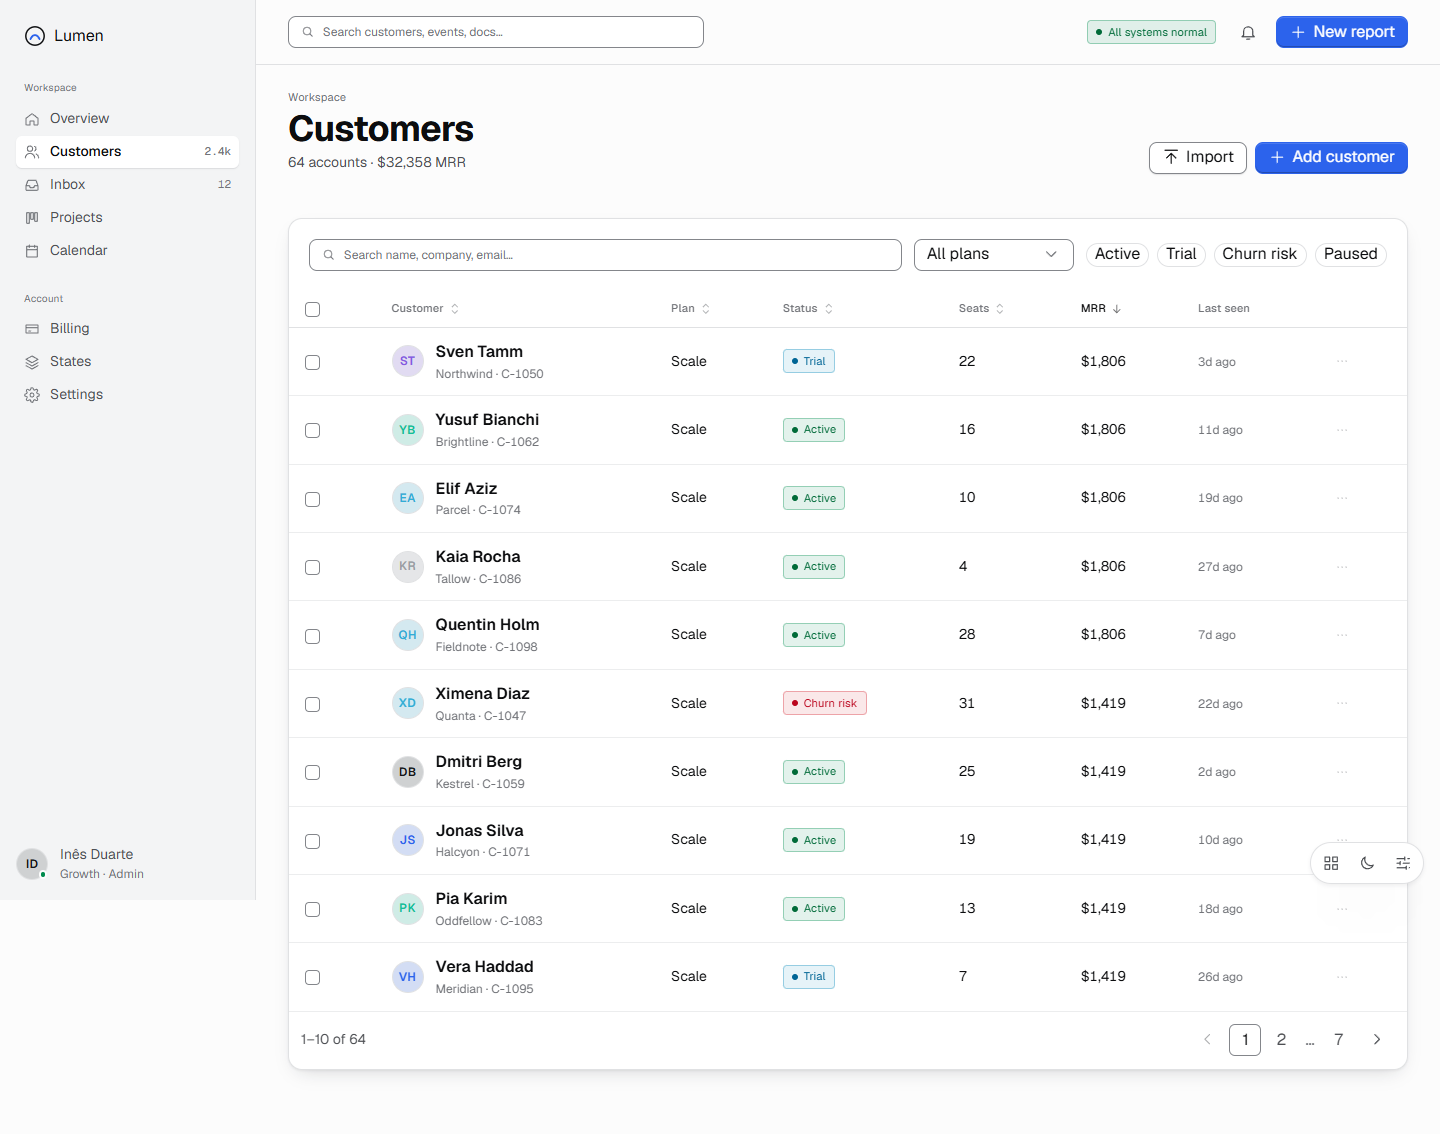 Lumen
Search customers, events, docs…
All systems normal
New report
Workspace
Overview
Customers 2.4k
Inbox 12
Projects
Calendar
Account
Billing
States
Settings
Inês Duarte
Growth · Admin
ID
Workspace
Customers
64 accounts · $32,358 MRR
Import
Add customer
Search name, company, email…
All plans
Active
Trial
Churn risk
Paused
Customer Plan Status Seats MRR Last seen
ST Sven Tamm Scale Trial 22 $1,806 3d ago
Northwind · C-1050
YB Yusuf Bianchi Scale Active 16 $1,806 11d ago
Brightline · C-1062
EA Elif Aziz Scale Active 10 $1,806 19d ago
Parcel · C-1074
KR Kaia Rocha Scale Active 4 $1,806 27d ago
Tallow · C-1086
QH Quentin Holm Scale Active 28 $1,806 7d ago
Fieldnote · C-1098
XD Ximena Diaz Scale Churn risk 31 $1,419 22d ago
Quanta · C-1047
DB Dmitri Berg Scale Active 25 $1,419 2d ago
Kestrel · C-1059
JS Jonas Silva Scale Active 19 $1,419 10d ago
Halcyon · C-1071
PK Pia Karim Scale Active 13 $1,419 18d ago
Oddfellow · C-1083
VH Vera Haddad Scale Trial 7 $1,419 26d ago
Meridian · C-1095
1–10 of 64
1 2 … 7